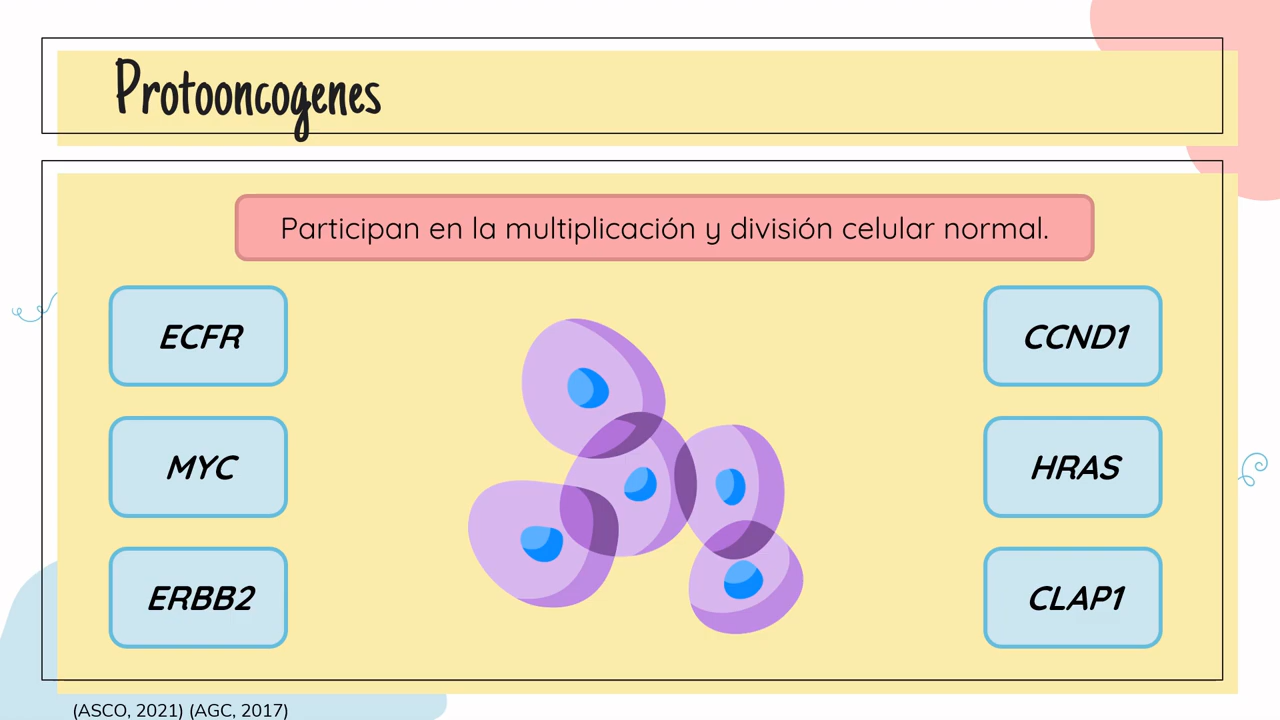 Protooncogenes
Participan en la multiplicación y división celular normal.
ECFR
MYC
ERBB2
CCND1
HRAS
CLAP1
(ASCO, 2021) (AGC, 2017)